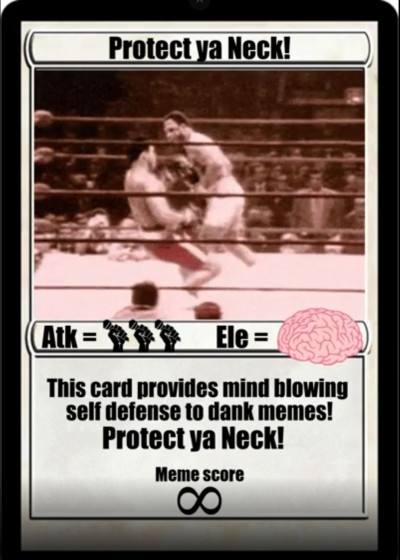 Protect ya Neck!
Atk = Ele =
This card provides mind blowing
self defense to dank memes!
Protect ya Neck!
Meme score
∞